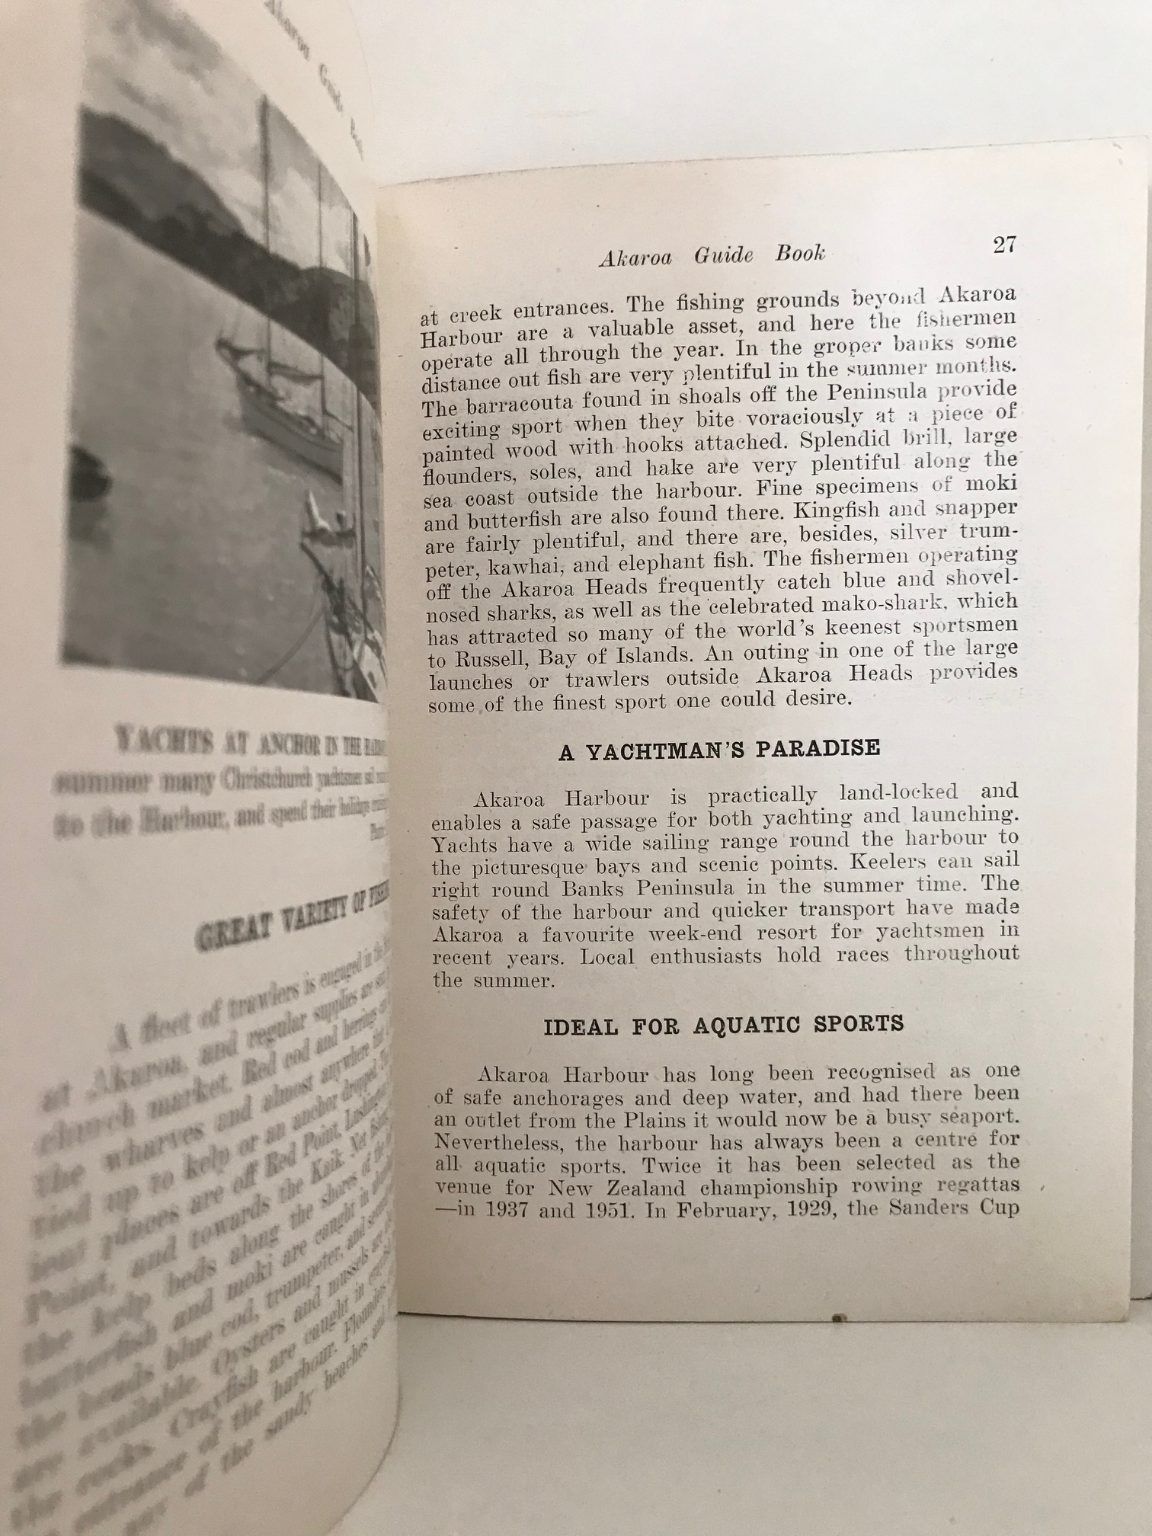 Akaroa Guide
YACHTS AT ANCHOR IN THE
summer many Christchurch yachtsmen
to the Harbour, and spend their holidays
GREAT VARIETY OF
A fleet of trawlers is engaged in the
at Akaroa, and regular supplies are
church market. Red cod and herrings
the wharves and almost anywhere
tied up to kelp or an anchor dropped.
places are off Red Point,
Point, and towards the Kaik. Net
the kelp beds along the shores of the
butterfish and moki are caught in
the heads blue cod, trumpeter, and
are available. Oysters and mussels are
the rocks. Crayfish are caught in
entrance of the harbour. Flounders
of the sandy beaches and
Akaroa Guide Book 27
at creek entrances. The fishing grounds beyond Akaroa
Harbour are a valuable asset, and here the fishermen
operate all through the year. In the groper banks some
distance out fish are very plentiful in the summer months.
The barracouta found in shoals off the Peninsula provide
exciting sport when they bite voraciously at a piece of
painted wood with hooks attached. Splendid brill, large
flounders, soles, and hake are very plentiful along the
sea coast outside the harbour. Fine specimens of moki
and butterfish are also found there. Kingfish and snapper
are fairly plentiful, and there are, besides, silver trum-
peter, kawhai, and elephant fish. The fishermen operating
off the Akaroa Heads frequently catch blue and shovel-
nosed sharks, as well as the celebrated mako-shark, which
has attracted so many of the world's keenest sportsmen
to Russell, Bay of Islands. An outing in one of the large
launches or trawlers outside Akaroa Heads provides
some of the finest sport one could desire.
A YACHTMAN'S PARADISE
Akaroa Harbour is practically land-locked and
enables a safe passage for both yachting and launching.
Yachts have a wide sailing range round the harbour to
the picturesque bays and scenic points. Keelers can sail
right round Banks Peninsula in the summer time. The
safety of the harbour and quicker transport have made
Akaroa a favourite week-end resort for yachtsmen in
recent years. Local enthusiasts hold races throughout
the summer.
IDEAL FOR AQUATIC SPORTS
Akaroa Harbour has long been recognised as one
of safe anchorages and deep water, and had there been
an outlet from the Plains it would now be a busy seaport.
Nevertheless, the harbour has always been a centre for
all aquatic sports. Twice it has been selected as the
venue for New Zealand championship rowing regattas
—in 1937 and 1951. In February, 1929, the Sanders Cup